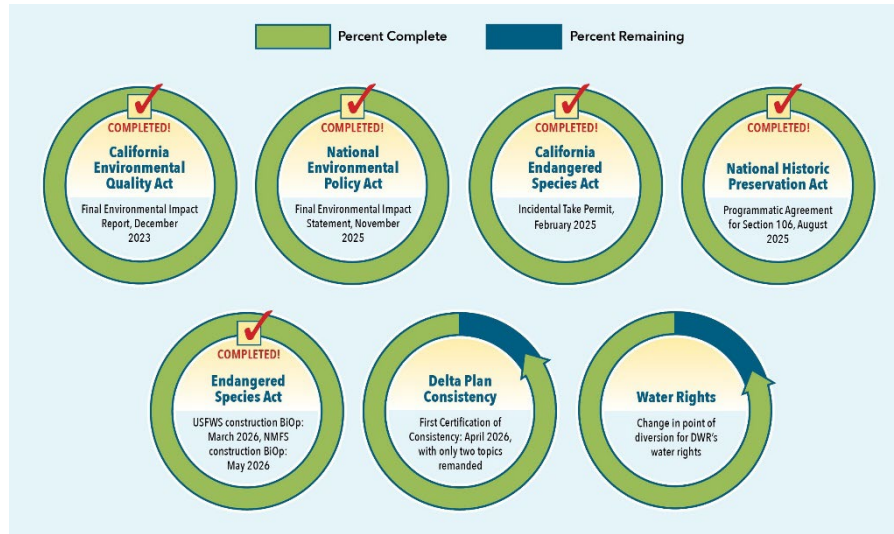 Percent Complete
Percent Remaining
COMPLETED!
California
Environmental
Quality Act
Final Environmental Impact
Report, December
2023
COMPLETED!
National
Environmental
Policy Act
Final Environmental Impact
Statement, November
2025
COMPLETED!
California
Endangered
Species Act
Incidental Take Permit,
February 2025
COMPLETED!
National Historic
Preservation Act
Programmatic Agreement
for Section 106, August
2025
COMPLETED!
Endangered
Species Act
USFWS construction BiOp:
March 2026, NMFS
construction BiOp:
May 2026
Delta Plan
Consistency
First Certification of
Consistency: April 2026,
with only two topics
remanded
Water Rights
Change in point of
diversion for DWR's
water rights